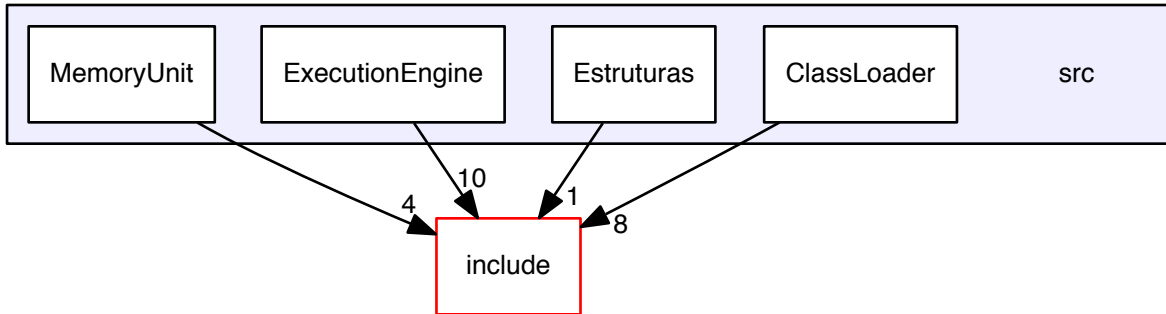 MemoryUnit
ExecutionEngine
Estruturas
ClassLoader
src
4
10
1
8
include